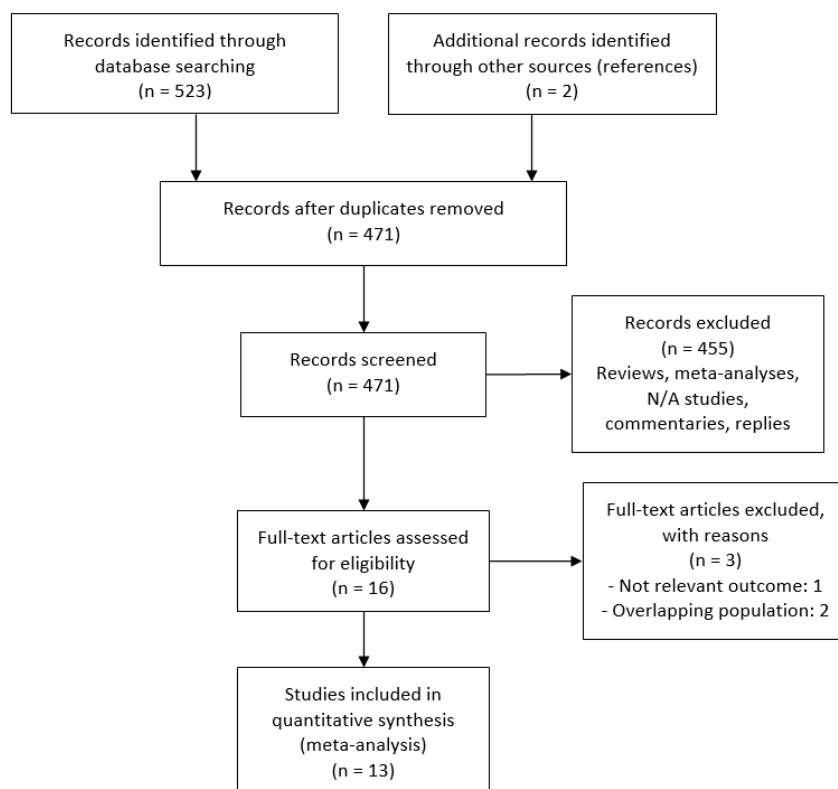 Records identified through
database searching
(n = 523)
Additional records identified
through other sources (references)
(n = 2)
Records after duplicates removed
(n = 471)
Records screened
(n = 471)
Records excluded
(n = 455)
Reviews, meta-analyses,
N/A studies,
commentaries, replies
Full-text articles assessed
for eligibility
(n = 16)
Full-text articles excluded,
with reasons
(n = 3)
- Not relevant outcome: 1
- Overlapping population: 2
Studies included in
quantitative synthesis
(meta-analysis)
(n = 13)